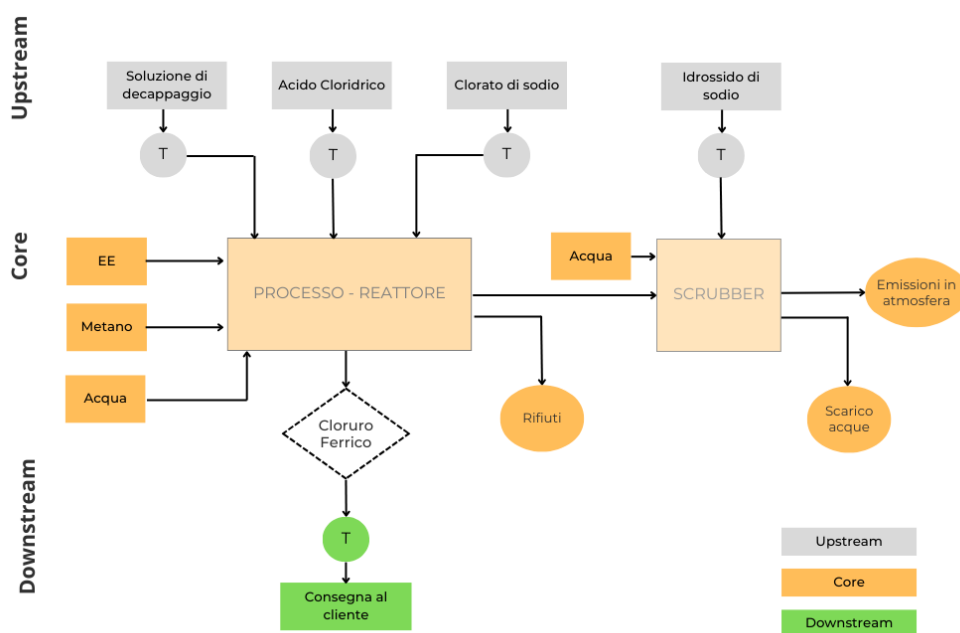 Upstream
Soluzione di
decappaggio
Acido Cloridrico
Clorato di sodio
Idrossido di
sodio
T
T
T
T
Core
EE
PROCESSO - REATTORE
Acqua
SCRUBBER
Emissioni in
atmosfera
Metano
Acqua
Cloruro
Ferrico
Rifiuti
Scarico
acque
Downstream
T
Consegna al
cliente
Upstream
Core
Downstream